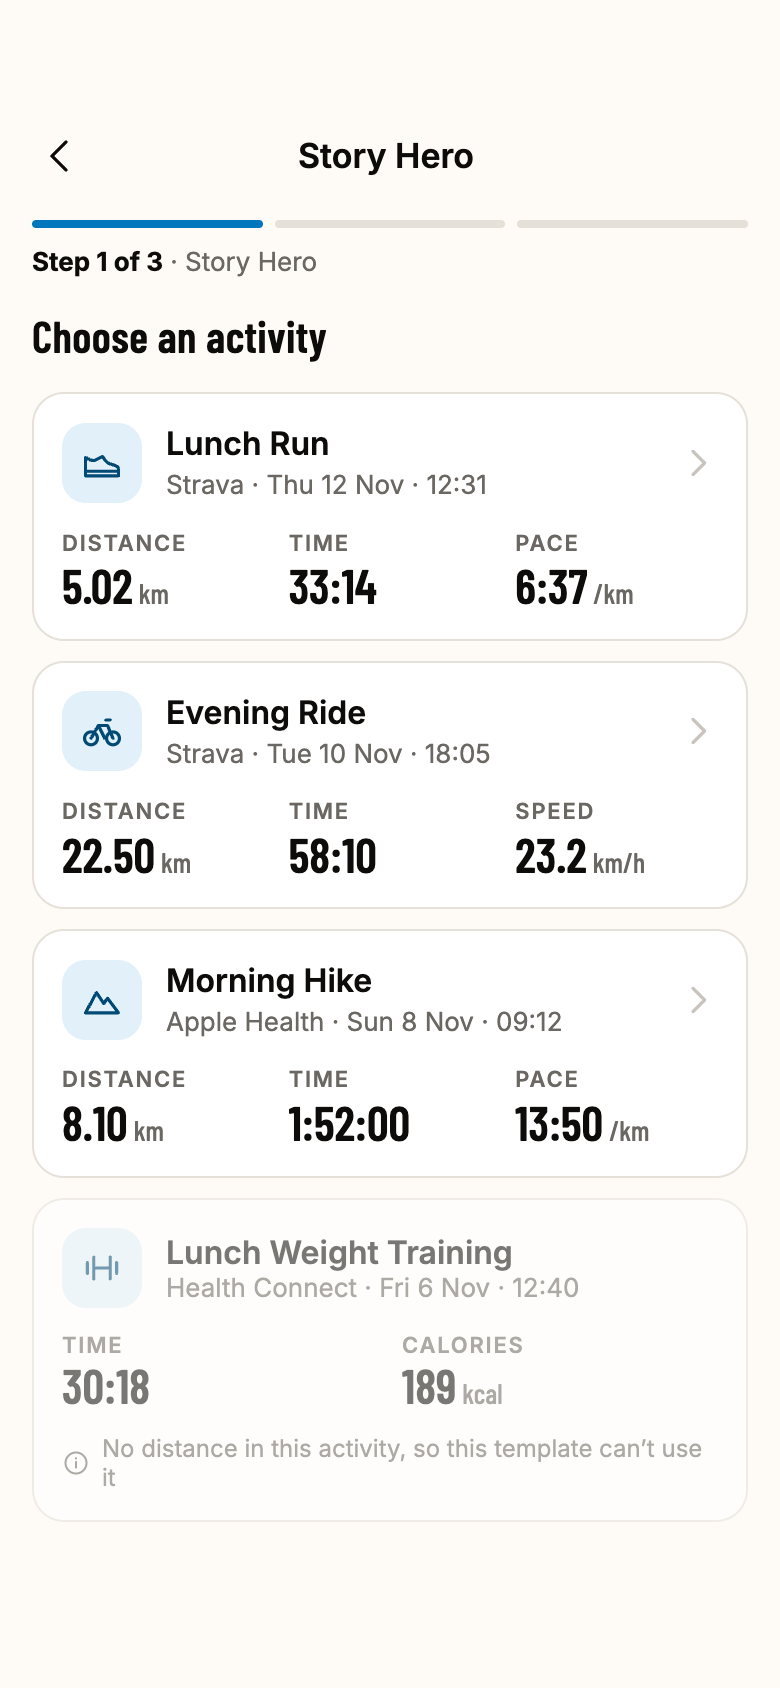 Story Hero
Step 1 of 3 · Story Hero
Choose an activity
Lunch Run
Strava · Thu 12 Nov · 12:31
DISTANCE TIME PACE
5.02 km 33:14 6:37 /km
Evening Ride
Strava · Tue 10 Nov · 18:05
DISTANCE TIME SPEED
22.50 km 58:10 23.2 km/h
Morning Hike
Apple Health · Sun 8 Nov · 09:12
DISTANCE TIME PACE
8.10 km 1:52:00 13:50 /km
Lunch Weight Training
Health Connect · Fri 6 Nov · 12:40
TIME CALORIES
30:18 189 kcal
No distance in this activity, so this template can’t use
it